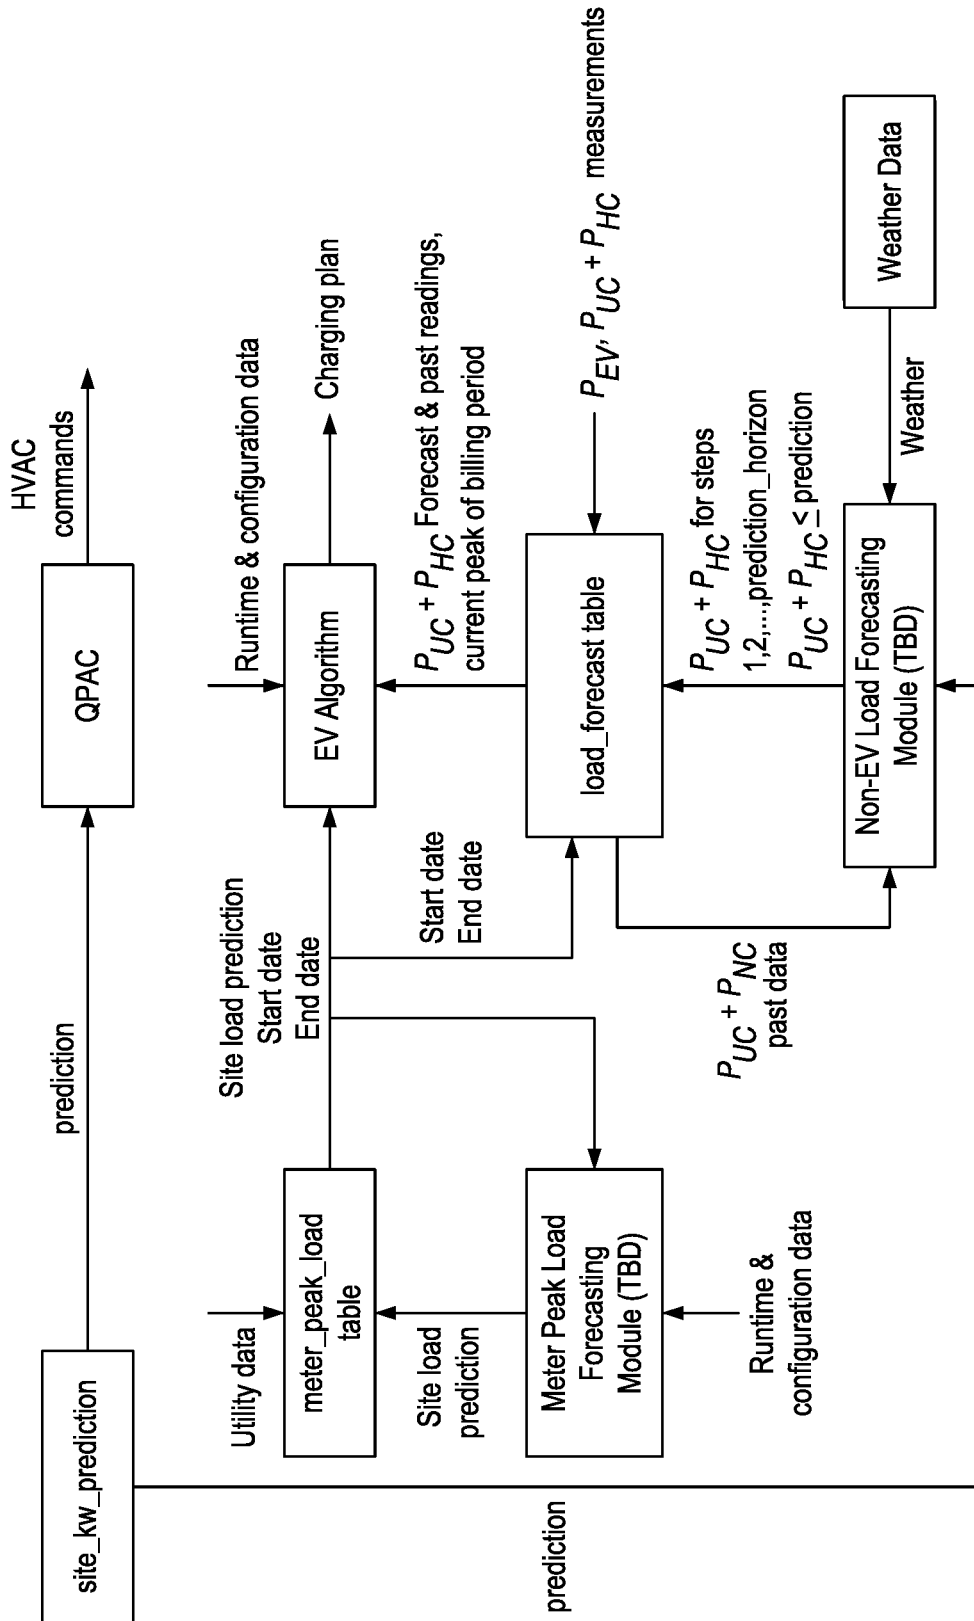 site_kw_prediction
prediction
QPAC
HVAC
commands
prediction
Utility data
meter_peak_load
table
Site load prediction
Start date
End date
Runtime & configuration data
EV Algorithm
Charging plan
Site load
prediction
Start date
End date
P_UC + P_HC Forecast & past readings,
current peak of billing period
Meter Peak Load
Forecasting
Module (TBD)
load_forecast table
P_EV, P_UC + P_HC measurements
Runtime &
configuration data
P_UC + P_NC
past data
P_UC + P_HC for steps
1,2,...,prediction_horizon
P_UC + P_HC ≤ prediction
Non-EV Load Forecasting
Module (TBD)
Weather
Weather Data